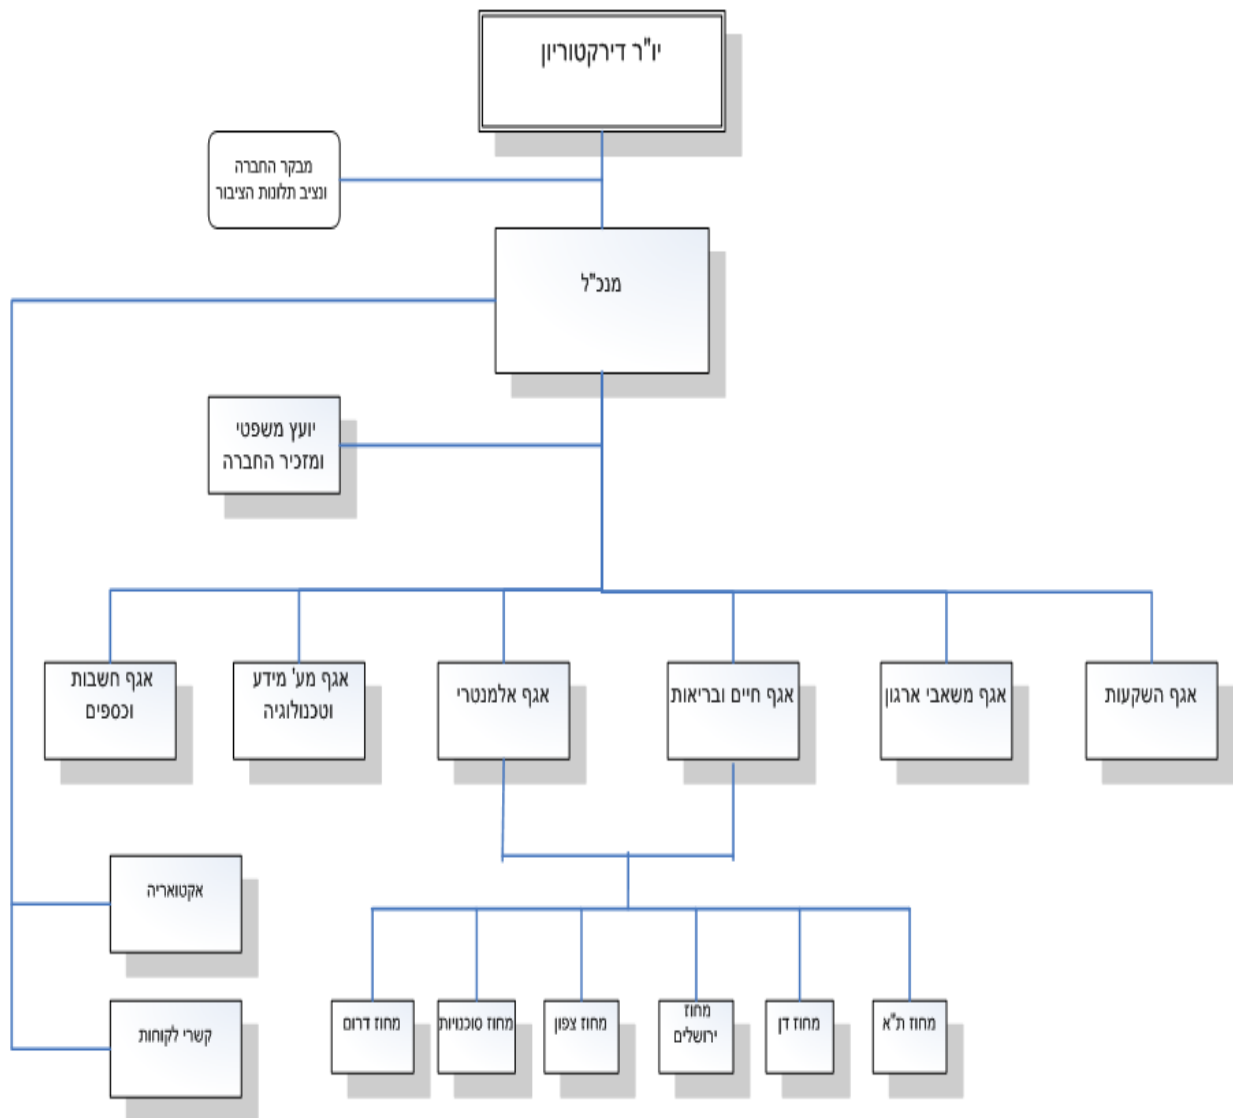 יו"ר דירקטוריון
מבקר החברה
ונציב תלונות הציבור
מנכ"ל
יועץ משפטי
ומזכיר החברה
אגף השקעות
אגף משאבי ארגון
אגף חיים ובריאות
אגף אלמנטרי
אגף מע' מידע
וטכנולוגיה
אגף חשבות
וכספים
אקטואריה
קשרי לקוחות
מחוז ת"א
מחוז דן
מחוז
ירושלים
מחוז צפון
מחוז סוכנויות
מחוז דרום